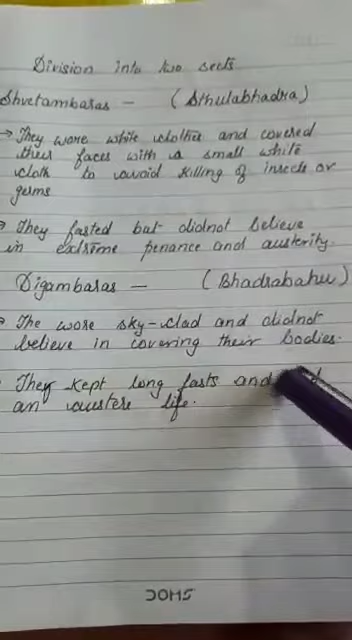 Division into two sects
Shvetambaras - (Sthulabhadra)
→ They wore white clothes and covered
their faces with a small white
cloth to avoid killing of insects or
germs
→ They fasted but didnot believe
in extreme penance and austerity.
Digambaras - (Bhadrabahu)
→ The wore sky-clad and didnot
believe in covering their bodies.
They kept long fasts and
an austere life.